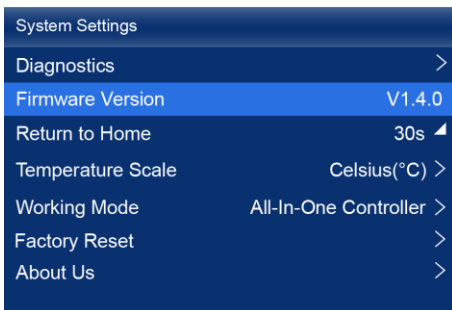 System Settings
Diagnostics >
Firmware Version V1.4.0
Return to Home 30s
Temperature Scale Celsius(°C) >
Working Mode All-In-One Controller >
Factory Reset >
About Us >